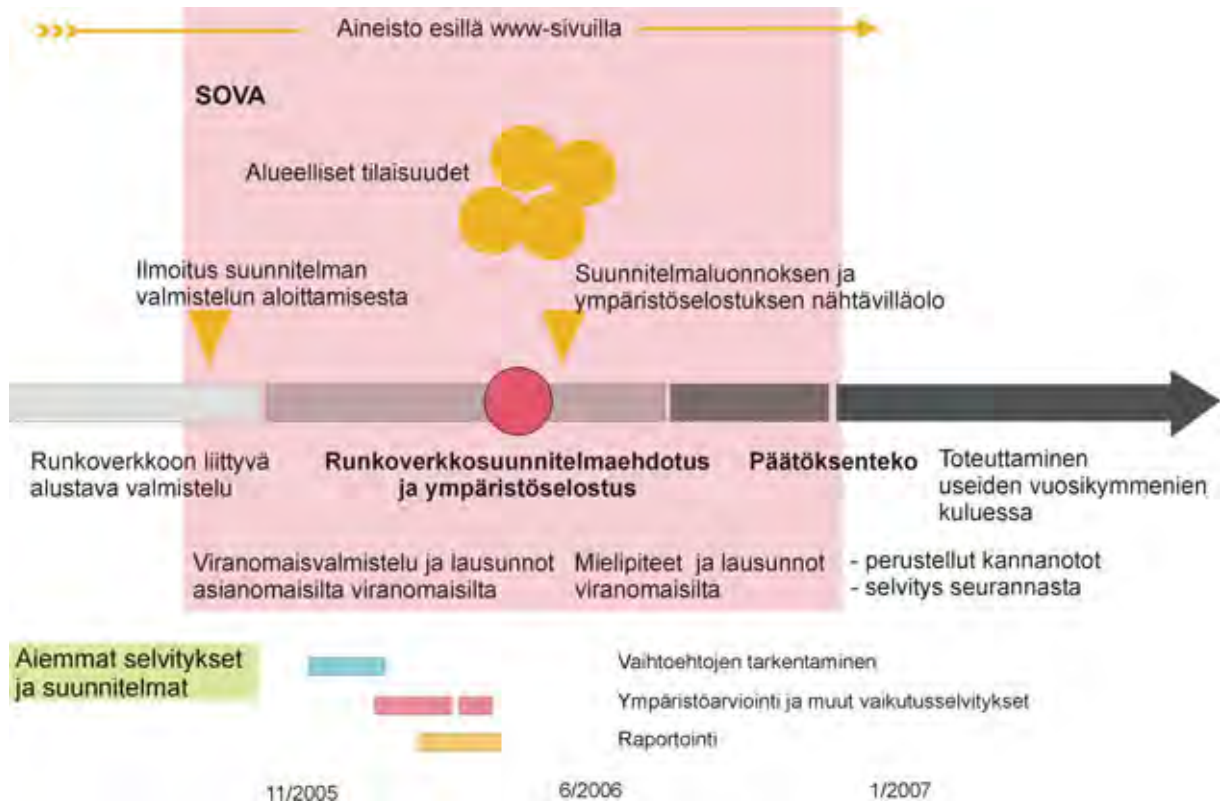 Aineisto esillä www-sivuilla
SOVA
Alueelliset tilaisuudet
Ilmoitus suunnitelman
valmistelun aloittamisesta
Suunnitelmaluonnoksen ja
ympäristöselostuksen nähtävilläolo
Runkoverkkoon liittyvä
alustava valmistelu
Runkoverkkosuunnitelmaehdotus
ja ympäristöselostus
Päätöksenteko
Toteuttaminen
useiden vuosikymmenien
kuluessa
Viranomaisvalmistelu ja lausunnot
asianomaisilta viranomaisilta
Mielipiteet ja lausunnot
viranomaisilta
- perustellut kannanotot
- selvitys seurannasta
Aiemmat selvitykset
ja suunnitelmat
Vaihtoehtojen tarkentaminen
Ympäristöarviointi ja muut vaikutusselvitykset
Raportointi
11/2005
6/2006
1/2007